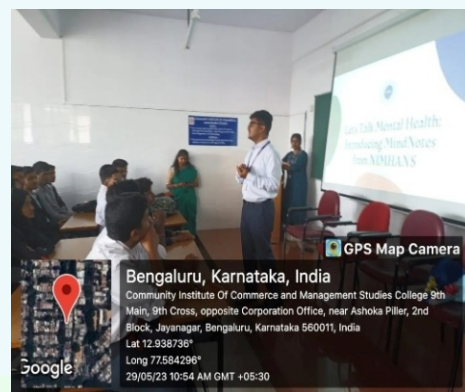 Let's Talk Mental Health:
Introducing MindNotes
From NIMHANS
GPS Map Camera
Bengaluru, Karnataka, India
Community Institute Of Commerce and Management Studies College 9th
Main, 9th Cross, opposite Corporation Office, near Ashoka Piller, 2nd
Block, Jayanagar, Bengaluru, Karnataka 560011, India
Lat 12.938736°
Long 77.584296°
29/05/23 10:54 AM GMT +05:30
Google